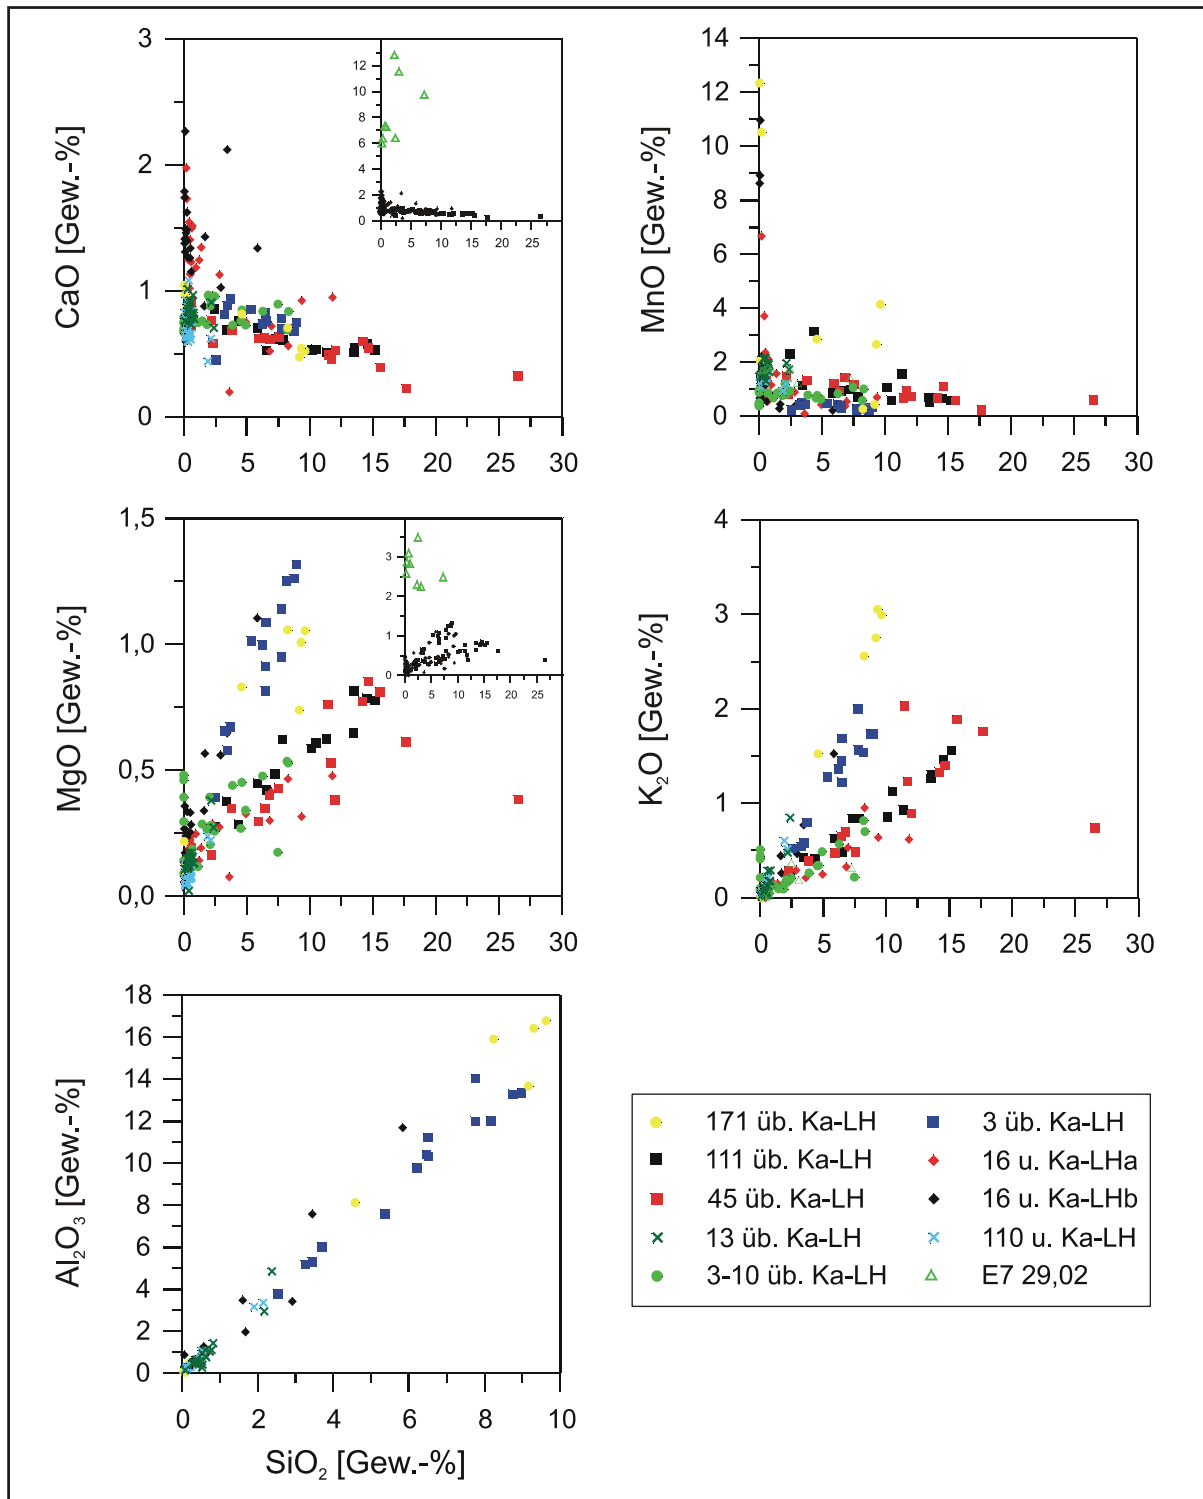 CaO [Gew.-%]
3
2
1
0
0 5 10 15 20 25 30
12
10
8
6
4
2
0
0 5 10 15 20 25
MnO [Gew.-%]
14
12
10
8
6
4
2
0
0 5 10 15 20 25 30
MgO [Gew.-%]
1,5
1,0
0,5
0,0
0 5 10 15 20 25 30
3
2
1
0
0 5 10 15 20 25
K₂O [Gew.-%]
4
3
2
1
0
0 5 10 15 20 25 30
Al₂O₃ [Gew.-%]
18
16
14
12
10
8
6
4
2
0
0 2 4 6 8 10
SiO₂ [Gew.-%]
171 üb. Ka-LH
111 üb. Ka-LH
45 üb. Ka-LH
13 üb. Ka-LH
3-10 üb. Ka-LH
3 üb. Ka-LH
16 u. Ka-LHa
16 u. Ka-LHb
110 u. Ka-LH
E7 29,02